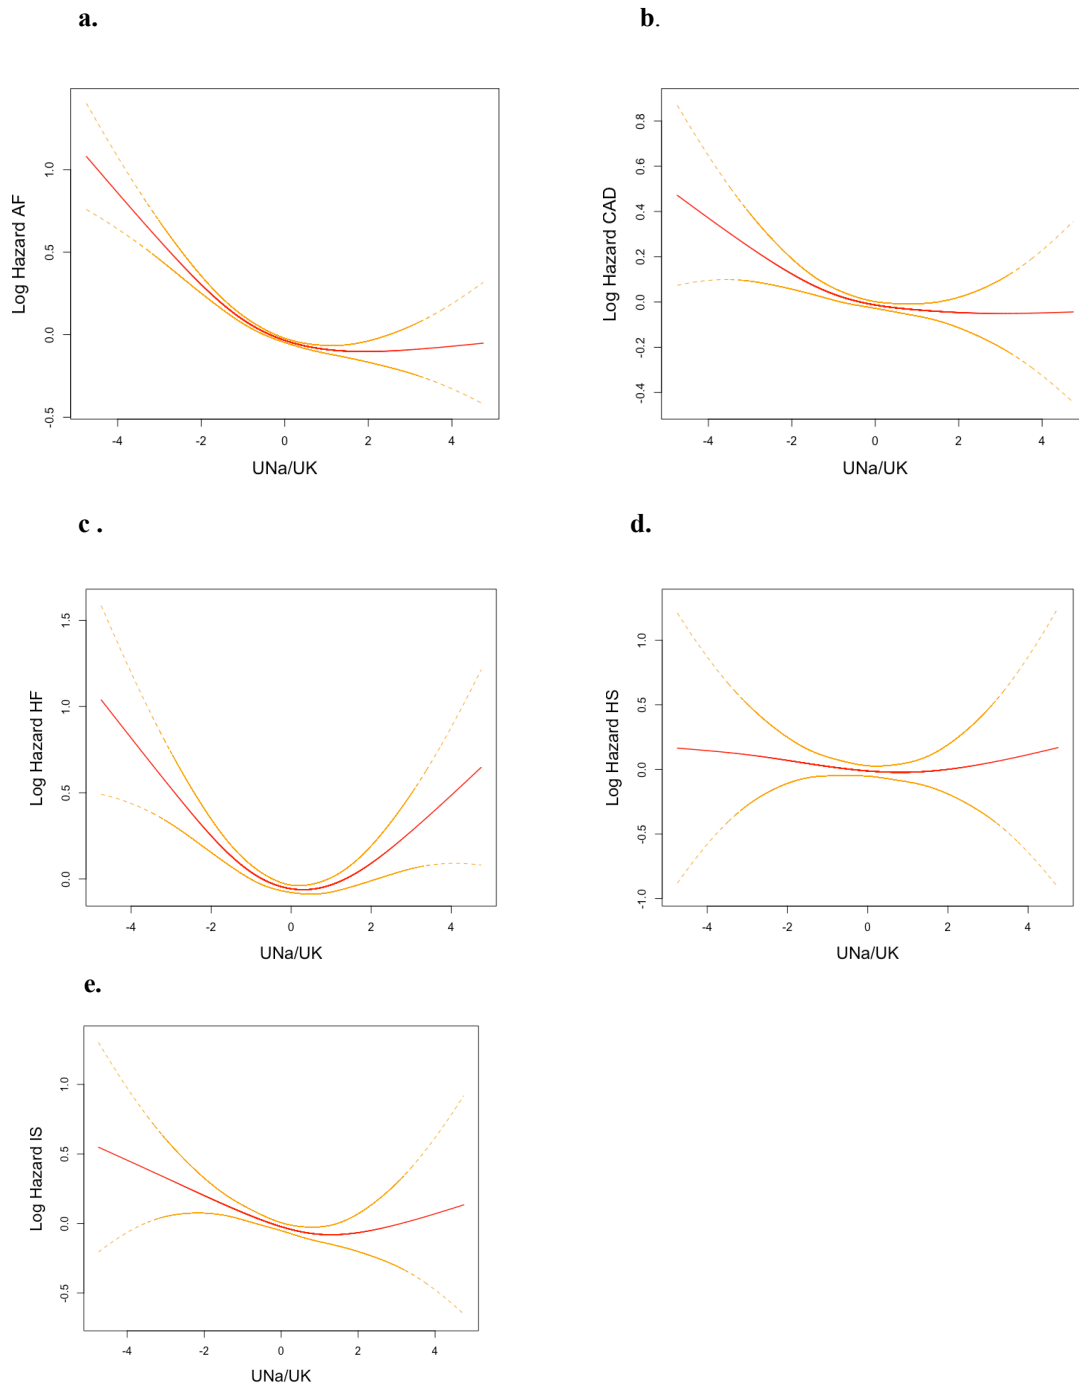 a.
b.
Log Hazard AF
1.0
0.5
0.0
-0.5
-4 -2 0 2 4
UNa/UK
Log Hazard CAD
0.8
0.6
0.4
0.2
0.0
-0.2
-0.4
-4 -2 0 2 4
UNa/UK
c .
d.
Log Hazard HF
1.5
1.0
0.5
0.0
-4 -2 0 2 4
UNa/UK
Log Hazard HS
1.0
0.5
0.0
-0.5
-1.0
-4 -2 0 2 4
UNa/UK
e.
Log Hazard IS
1.0
0.5
0.0
-0.5
-4 -2 0 2 4
UNa/UK